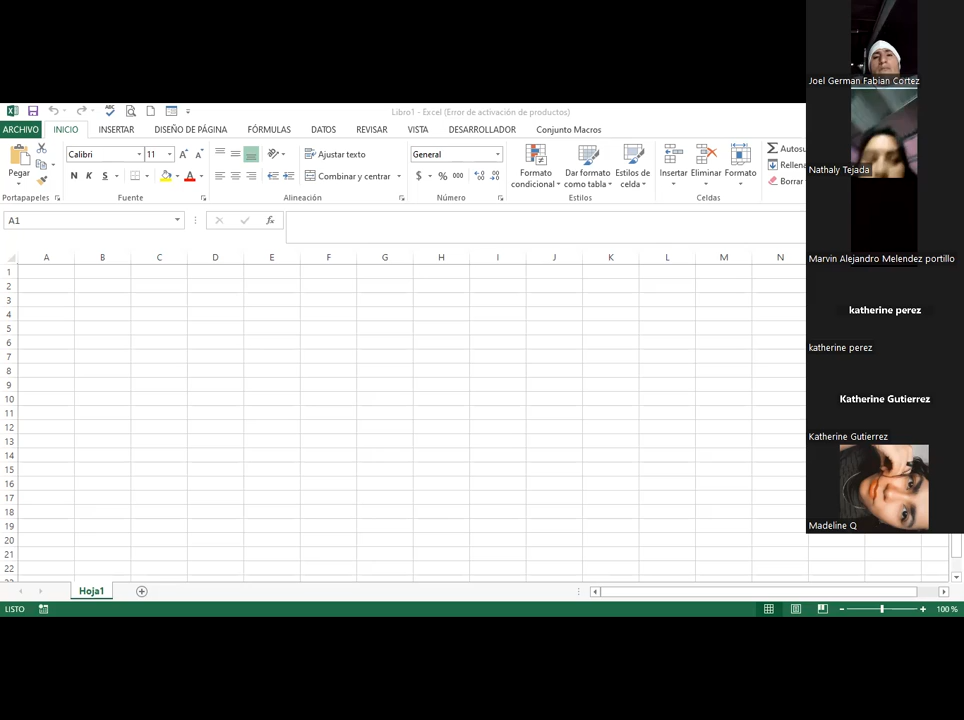 Libro1 - Excel (Error de activación de productos)
ARCHIVO INICIO INSERTAR DISEÑO DE PÁGINA FÓRMULAS DATOS REVISAR VISTA DESARROLLADOR Conjunto Macros
Pegar
Calibri 11
N K S
Ajustar texto
Combinar y centrar
General
$ % 000
Formato condicional
Dar formato como tabla
Estilos de celda
Insertar Eliminar Formato
Autosu
Rellena
Borrar
Portapapeles Fuente Alineación Número Estilos Celdas
A1
fx
A B C D E F G H I J K L M N
1
2
3
4
5
6
7
8
9
10
11
12
13
14
15
16
17
18
19
20
21
22
Hoja1
LISTO
100 %
Joel German Fabian Cortez
Nathaly Tejada
Marvin Alejandro Melendez portillo
katherine perez
katherine perez
Katherine Gutierrez
Katherine Gutierrez
Madeline Q